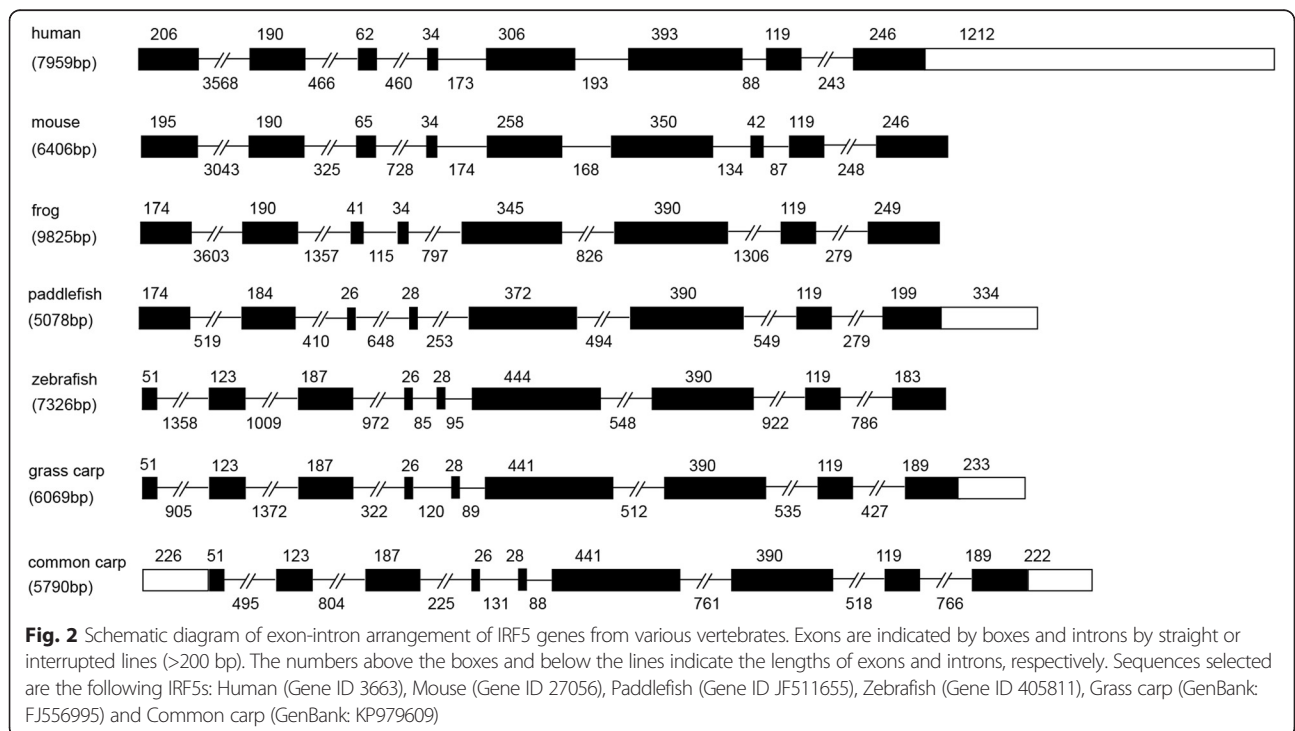 human 206 190 62 34 306 393 119 246 1212
(7959bp)
3568 466 460 173 193 88 243
mouse 195 190 65 34 258 350 42 119 246
(6406bp)
3043 325 728 174 168 134 87 248
frog 174 190 41 34 345 390 119 249
(9825bp)
3603 1357 115 797 826 1306 279
paddlefish 174 184 26 28 372 390 119 199 334
(5078bp)
519 410 648 253 494 549 279
zebrafish 51 123 187 26 28 444 390 119 183
(7326bp)
1358 1009 972 85 95 548 922 786
grass carp 51 123 187 26 28 441 390 119 189 233
(6069bp)
905 1372 322 120 89 512 535 427
common carp 226 51 123 187 26 28 441 390 119 189 222
(5790bp)
495 804 225 131 88 761 518 766
Fig. 2 Schematic diagram of exon-intron arrangement of IRF5 genes from various vertebrates. Exons are indicated by boxes and introns by straight or
interrupted lines (>200 bp). The numbers above the boxes and below the lines indicate the lengths of exons and introns, respectively. Sequences selected
are the following IRF5s: Human (Gene ID 3663), Mouse (Gene ID 27056), Paddlefish (Gene ID JF511655), Zebrafish (Gene ID 405811), Grass carp (GenBank:
FJ556995) and Common carp (GenBank: KP979609)